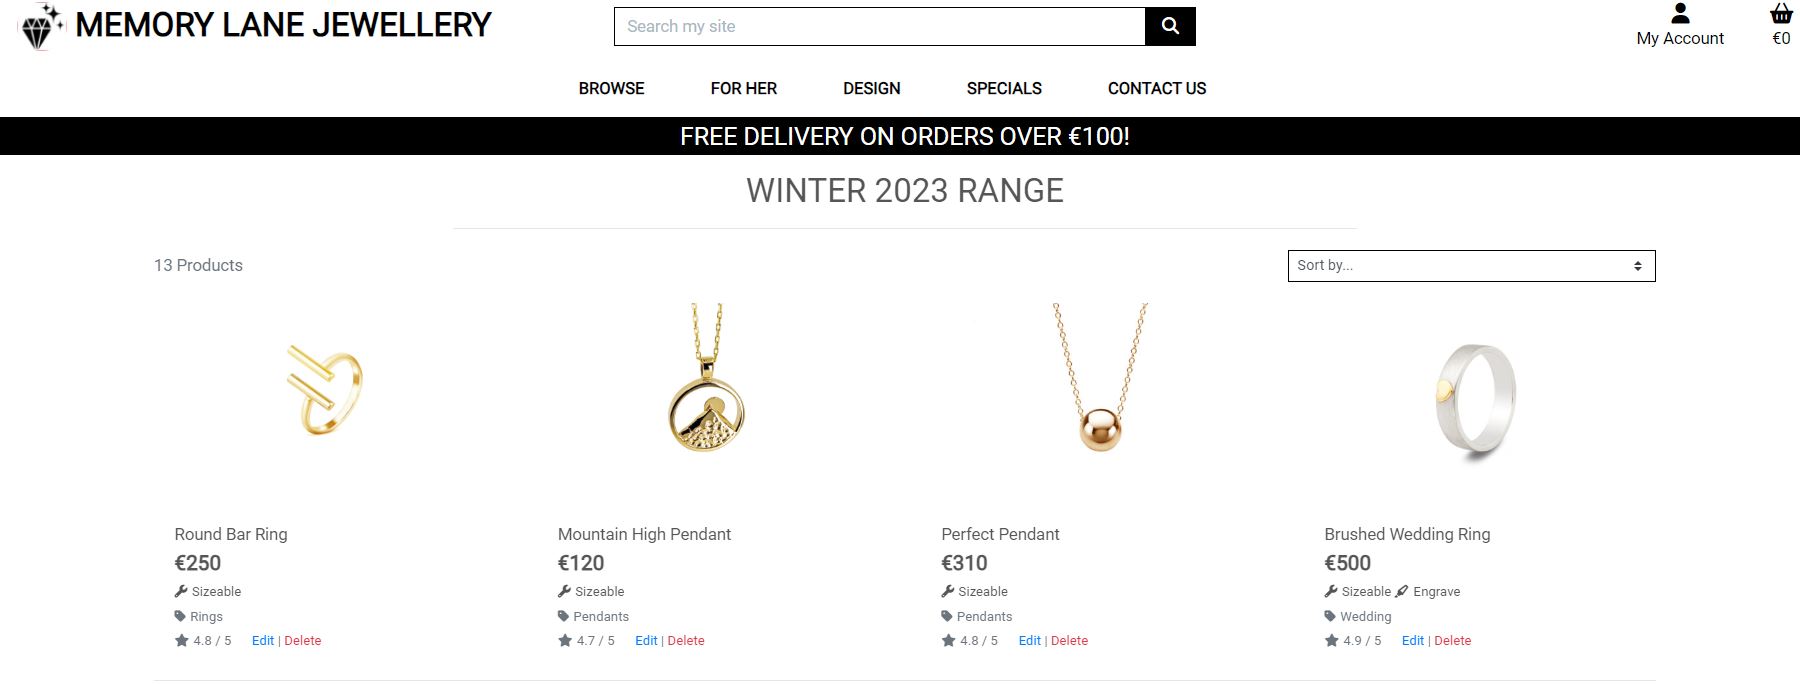 MEMORY LANE JEWELLERY
Search my site
My Account
€0
BROWSE FOR HER DESIGN SPECIALS CONTACT US
FREE DELIVERY ON ORDERS OVER €100!
WINTER 2023 RANGE
13 Products
Sort by...
Round Bar Ring
€250
Sizeable
Rings
4.8 / 5 Edit | Delete
Mountain High Pendant
€120
Sizeable
Pendants
4.7 / 5 Edit | Delete
Perfect Pendant
€310
Sizeable
Pendants
4.8 / 5 Edit | Delete
Brushed Wedding Ring
€500
Sizeable Engrave
Wedding
4.9 / 5 Edit | Delete